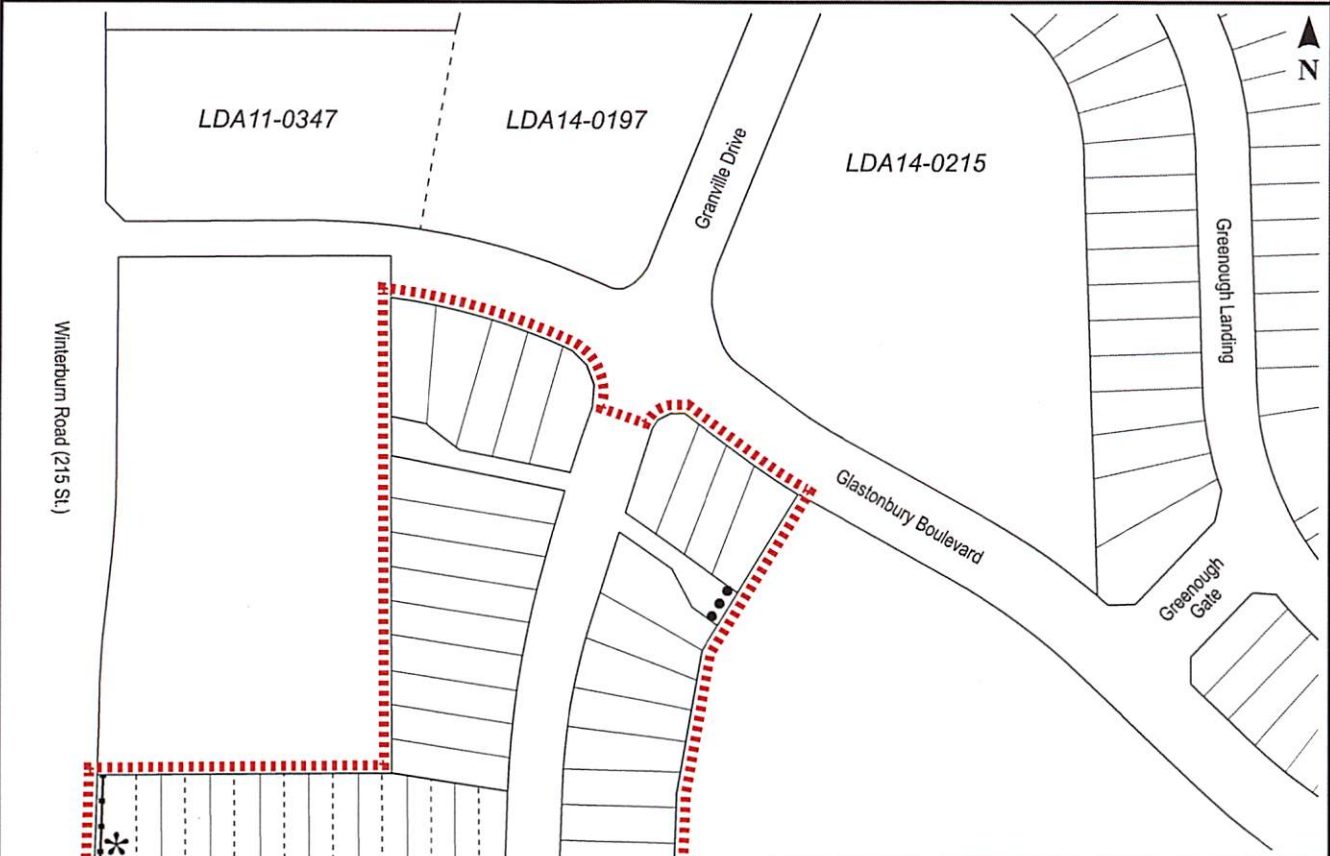 N
LDA11-0347
LDA14-0197
LDA14-0215
Granville Drive
Greenough Landing
Winterburn Road (215 St.)
Glastonbury Boulevard
Greenough
Gate
*